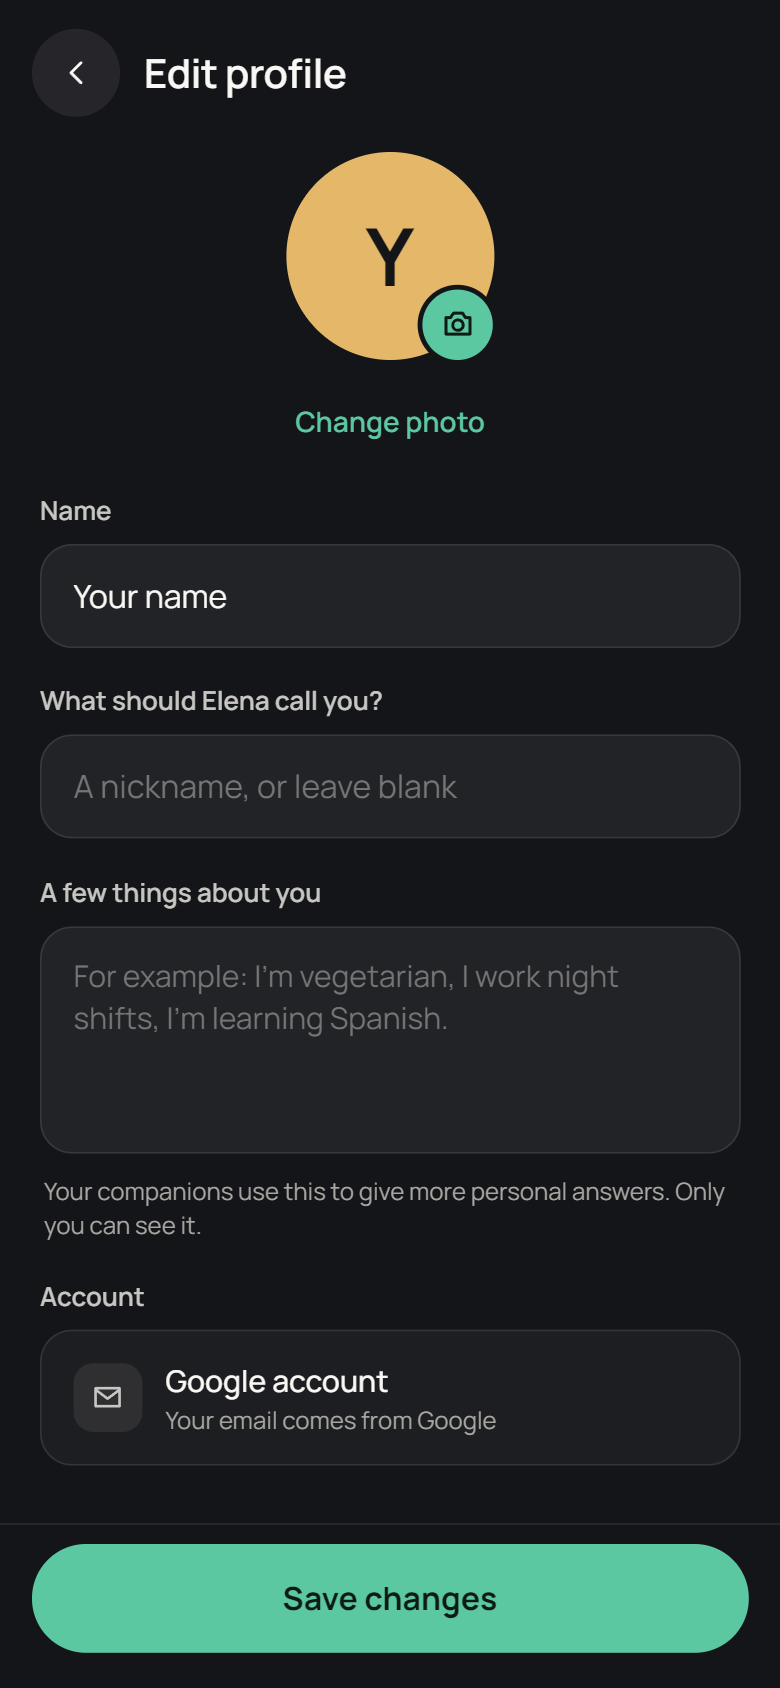 Edit profile
Y
Change photo
Name
Your name
What should Elena call you?
A nickname, or leave blank
A few things about you
For example: I'm vegetarian, I work night
shifts, I'm learning Spanish.
Your companions use this to give more personal answers. Only
you can see it.
Account
Google account
Your email comes from Google
Save changes